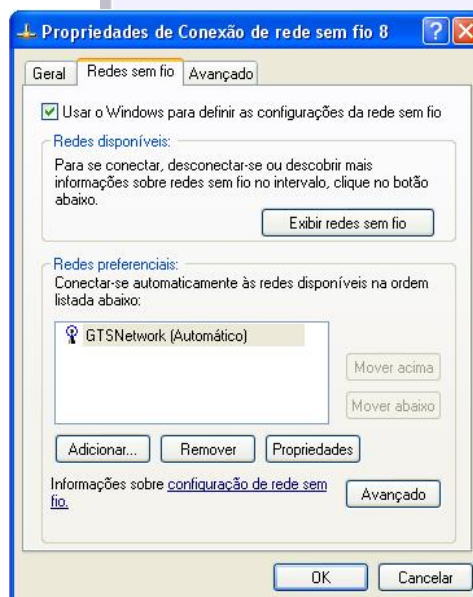 Propriedades de Conexão de rede sem fio 8
Geral Redes sem fio Avançado
Usar o Windows para definir as configurações da rede sem fio
Redes disponíveis:
Para se conectar, desconectar-se ou descobrir mais
informações sobre redes sem fio no intervalo, clique no botão
abaixo.
Exibir redes sem fio
Redes preferenciais:
Conectar-se automaticamente às redes disponíveis na ordem
listada abaixo:
GTSNetwork (Automático)
Mover acima
Mover abaixo
Adicionar... Remover Propriedades
Informações sobre configuração de rede sem
fio.
Avançado
OK Cancelar